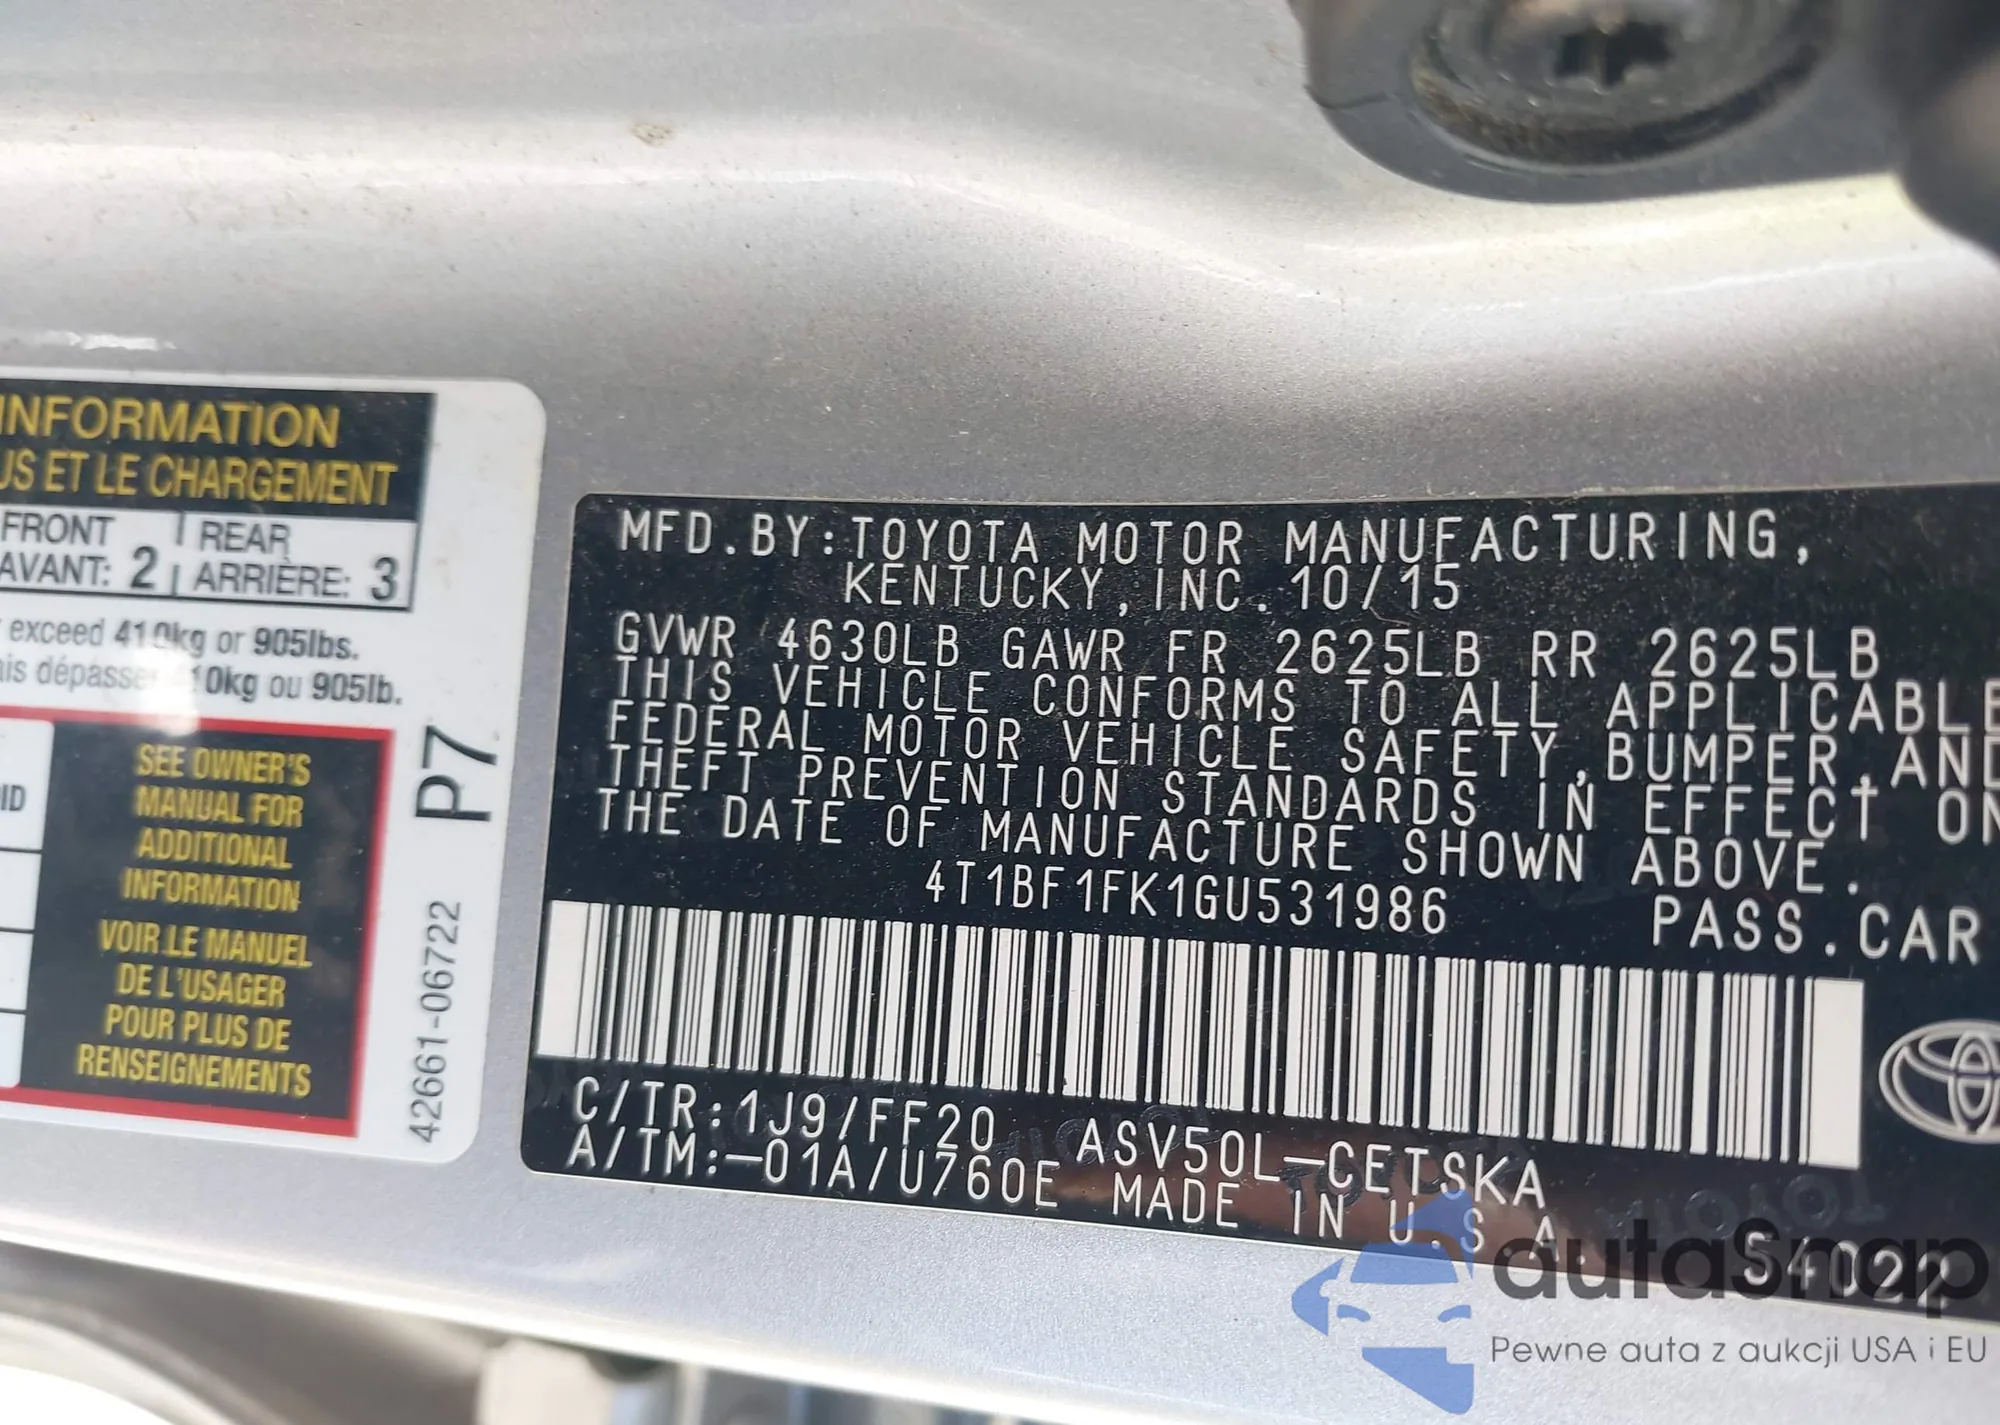 INFORMATION
US ET LE CHARGEMENT
FRONT
AVANT: 2
REAR
ARRIÈRE: 3
exceed 410kg or 905lbs.
ais dépasser 410kg ou 905lb.
SEE OWNER'S
MANUAL FOR
ADDITIONAL
INFORMATION
VOIR LE MANUEL
DE L'USAGER
POUR PLUS DE
RENSEIGNEMENTS
P7
42661-06722
MFD.BY:TOYOTA MOTOR MANUFACTURING,
KENTUCKY,INC. 10/15
GVWR 4630LB GAWR FR 2625LB RR 2625LB
THIS VEHICLE CONFORMS TO ALL APPLICABLE
FEDERAL MOTOR VEHICLE SAFETY,BUMPER,AND
THEFT PREVENTION STANDARDS IN EFFECT ON
THE DATE OF MANUFACTURE SHOWN ABOVE.
4T1BF1FK1GU531986 PASS.CAR
C/TR:1J9/FF20 ASV50L-CETSKA
A/TM:-01A/U760E MADE IN U.S.A.
54022
autaSnap
Pewne auta z aukcji USA i EU